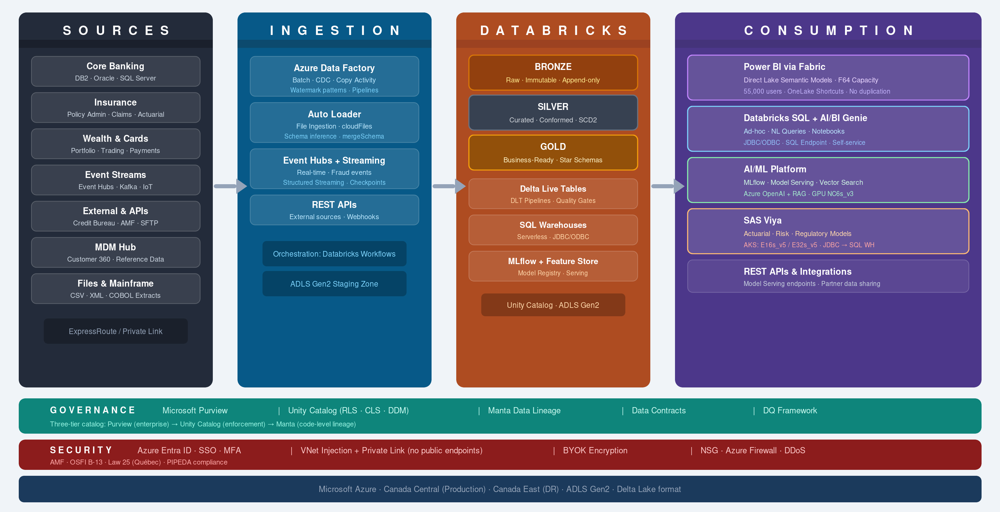 SOURCES
Core Banking
DB2 · Oracle · SQL Server
Insurance
Policy Admin · Claims · Actuarial
Wealth & Cards
Portfolio · Trading · Payments
Event Streams
Event Hubs · Kafka · IoT
External & APIs
Credit Bureau · AMF · SFTP
MDM Hub
Customer 360 · Reference Data
Files & Mainframe
CSV · XML · COBOL Extracts
ExpressRoute / Private Link
INGESTION
Azure Data Factory
Batch · CDC · Copy Activity
Watermark patterns · Pipelines
Auto Loader
File Ingestion · cloudFiles
Schema inference · mergeSchema
Event Hubs + Streaming
Real-time · Fraud events
Structured Streaming · Checkpoints
REST APIs
External sources · Webhooks
Orchestration: Databricks Workflows
ADLS Gen2 Staging Zone
DATABRICKS
BRONZE
Raw · Immutable · Append-only
SILVER
Curated · Conformed · SCD2
GOLD
Business-Ready · Star Schemas
Delta Live Tables
DLT Pipelines · Quality Gates
SQL Warehouses
Serverless · JDBC/ODBC
MLflow + Feature Store
Model Registry · Serving
Unity Catalog · ADLS Gen2
CONSUMPTION
Power BI via Fabric
Direct Lake Semantic Models · F64 Capacity
55,000 users · OneLake Shortcuts · No duplication
Databricks SQL + AI/BI Genie
Ad-hoc · NL Queries · Notebooks
JDBC/ODBC · SQL Endpoint · Self-service
AI/ML Platform
MLflow · Model Serving · Vector Search
Azure OpenAI + RAG · GPU NC6s_v3
SAS Viya
Actuarial · Risk · Regulatory Models
AKS: E16s_v5 / E32s_v5 · JDBC → SQL WH
REST APIs & Integrations
Model Serving endpoints · Partner data sharing
GOVERNANCE Microsoft Purview | Unity Catalog (RLS · CLS · DDM) | Manta Data Lineage | Data Contracts | DQ Framework
Three-tier catalog: Purview (enterprise) → Unity Catalog (enforcement) → Manta (code-level lineage)
SECURITY Azure Entra ID · SSO · MFA | VNet Injection + Private Link (no public endpoints) | BYOK Encryption | NSG · Azure Firewall · DDoS
AMF · OSFI B-13 · Law 25 (Québec) · PIPEDA compliance
Microsoft Azure · Canada Central (Production) · Canada East (DR) · ADLS Gen2 · Delta Lake format